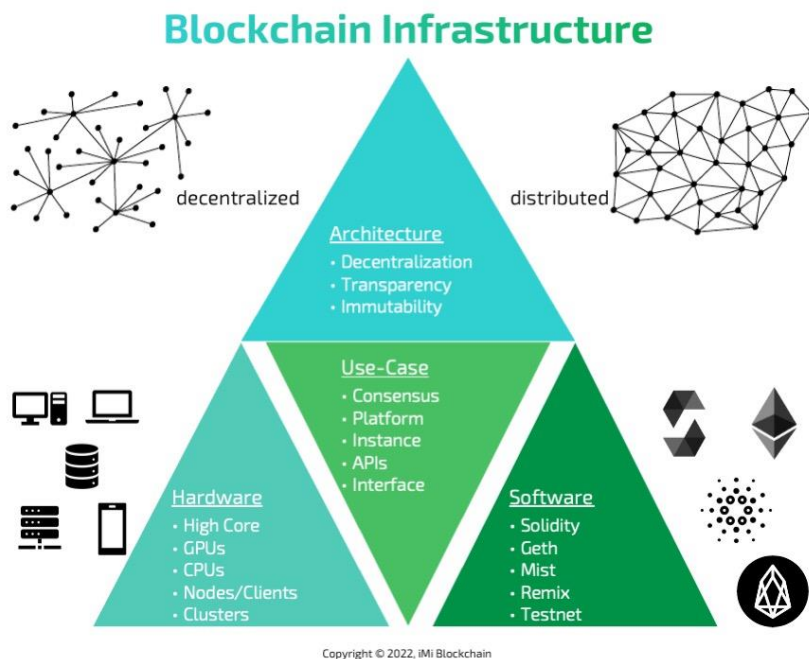 Blockchain Infrastructure
decentralized
distributed
Architecture
• Decentralization
• Transparency
• Immutability
Use-Case
• Consensus
• Platform
• Instance
• APIs
• Interface
Hardware
• High Core
• GPUs
• CPUs
• Nodes/Clients
• Clusters
Software
• Solidity
• Geth
• Mist
• Remix
• Testnet
Copyright © 2022, iMi Blockchain